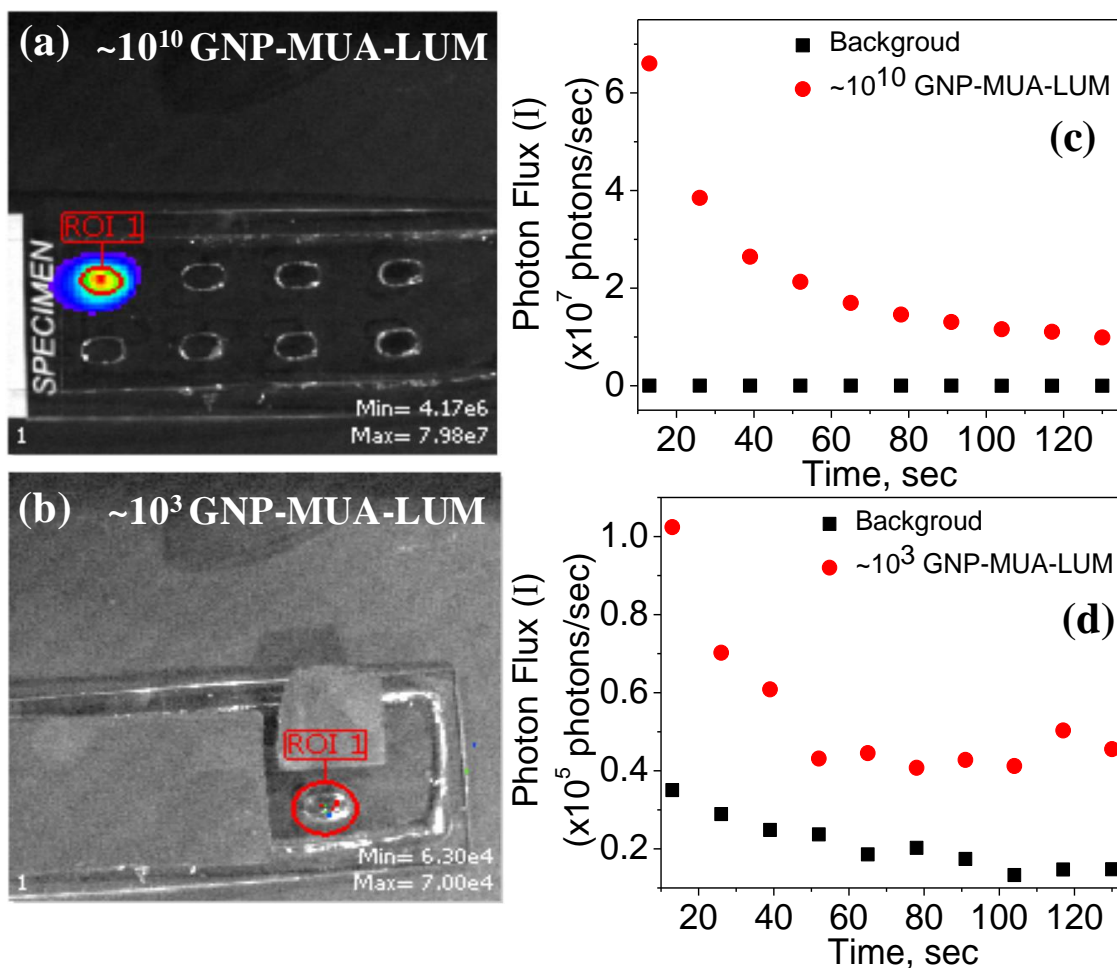 (a) ~10¹⁰ GNP-MUA-LUM
ROI 1
SPECIMEN
Min= 4.17e6
Max= 7.98e7
1
(b) ~10³ GNP-MUA-LUM
ROI 1
Min= 6.30e4
Max= 7.00e4
1
Photon Flux (I)
(x10⁷ photons/sec)
6
4
2
0
Backgroud
~10¹⁰ GNP-MUA-LUM
(c)
20 40 60 80 100 120
Time, sec
Photon Flux (I)
(x10⁵ photons/sec)
1.0
0.8
0.6
0.4
0.2
Backgroud
~10³ GNP-MUA-LUM
(d)
20 40 60 80 100 120
Time, sec